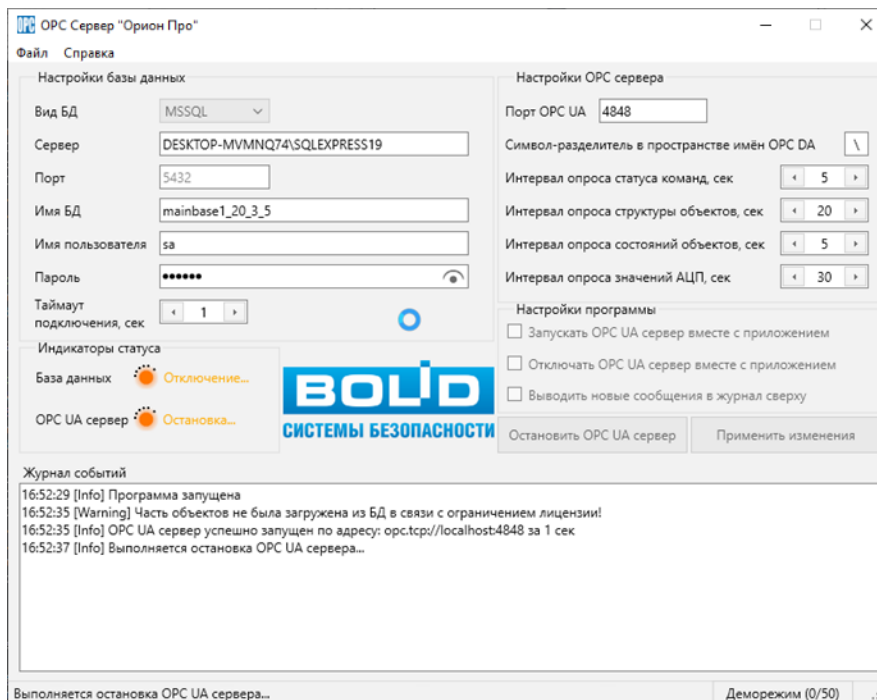 OPC ОРС Сервер "Орион Про"
Файл Справка
Настройки базы данных
Вид БД MSSQL
Сервер DESKTOP-MVMNQ74\SQLEXPRESS19
Порт 5432
Имя БД mainbase1_20_3_5
Имя пользователя sa
Пароль ••••••
Таймаут
подключения, сек 1
Индикаторы статуса
База данных Отключение...
OPC UA сервер Остановка...
BOLID
СИСТЕМЫ БЕЗОПАСНОСТИ
Настройки OPC сервера
Порт OPC UA 4848
Символ-разделитель в пространстве имён OPC DA \
Интервал опроса статуса команд, сек 5
Интервал опроса структуры объектов, сек 20
Интервал опроса состояний объектов, сек 5
Интервал опроса значений АЦП, сек 30
Настройки программы
Запускать OPC UA сервер вместе с приложением
Отключать OPC UA сервер вместе с приложением
Выводить новые сообщения в журнал сверху
Остановить OPC UA сервер Применить изменения
Журнал событий
16:52:29 [Info] Программа запущена
16:52:35 [Warning] Часть объектов не была загружена из БД в связи с ограничением лицензии!
16:52:35 [Info] OPC UA сервер успешно запущен по адресу: opc.tcp://localhost:4848 за 1 сек
16:52:37 [Info] Выполняется остановка OPC UA сервера...
Выполняется остановка OPC UA сервера... Деморежим (0/50)